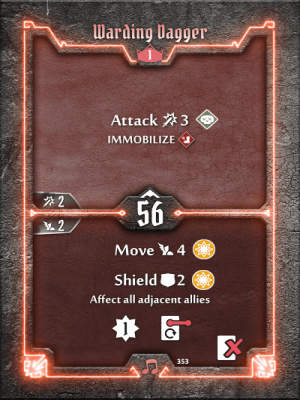 Warding Dagger
1
Attack 3
IMMOBILIZE
2
56
2
Move 4
Shield 2
Affect all adjacent allies
1
353